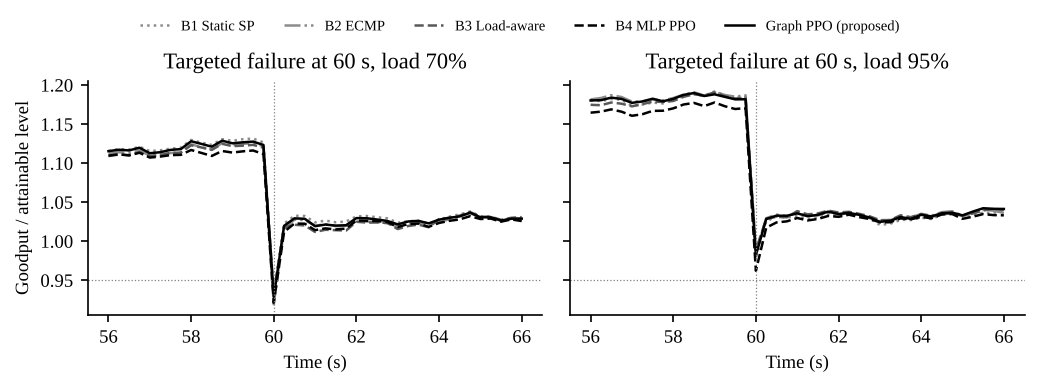 B1 Static SP B2 ECMP B3 Load-aware B4 MLP PPO Graph PPO (proposed)
Targeted failure at 60 s, load 70% Targeted failure at 60 s, load 95%
Goodput / attainable level
1.20
1.15
1.10
1.05
1.00
0.95
56 58 60 62 64 66 56 58 60 62 64 66
Time (s) Time (s)